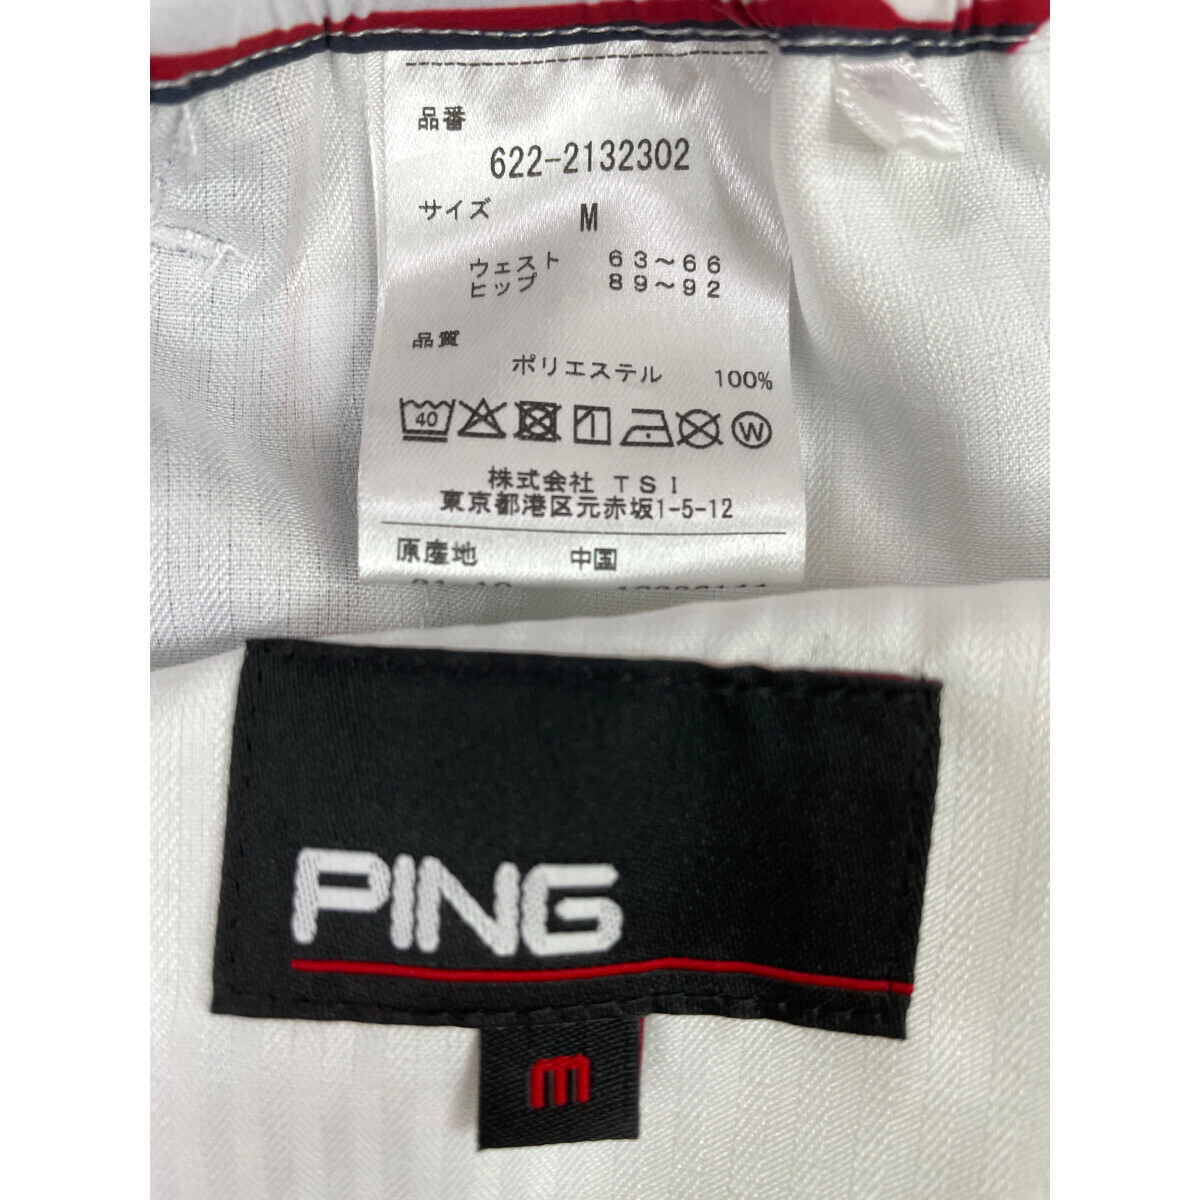 品番
622-2132302
サイズ M
ウェスト 63～66
ヒップ 89～92
品質
ポリエステル 100%
40
W
株式会社 TSI
東京都港区元赤坂1-5-12
原産地 中国
PING
m